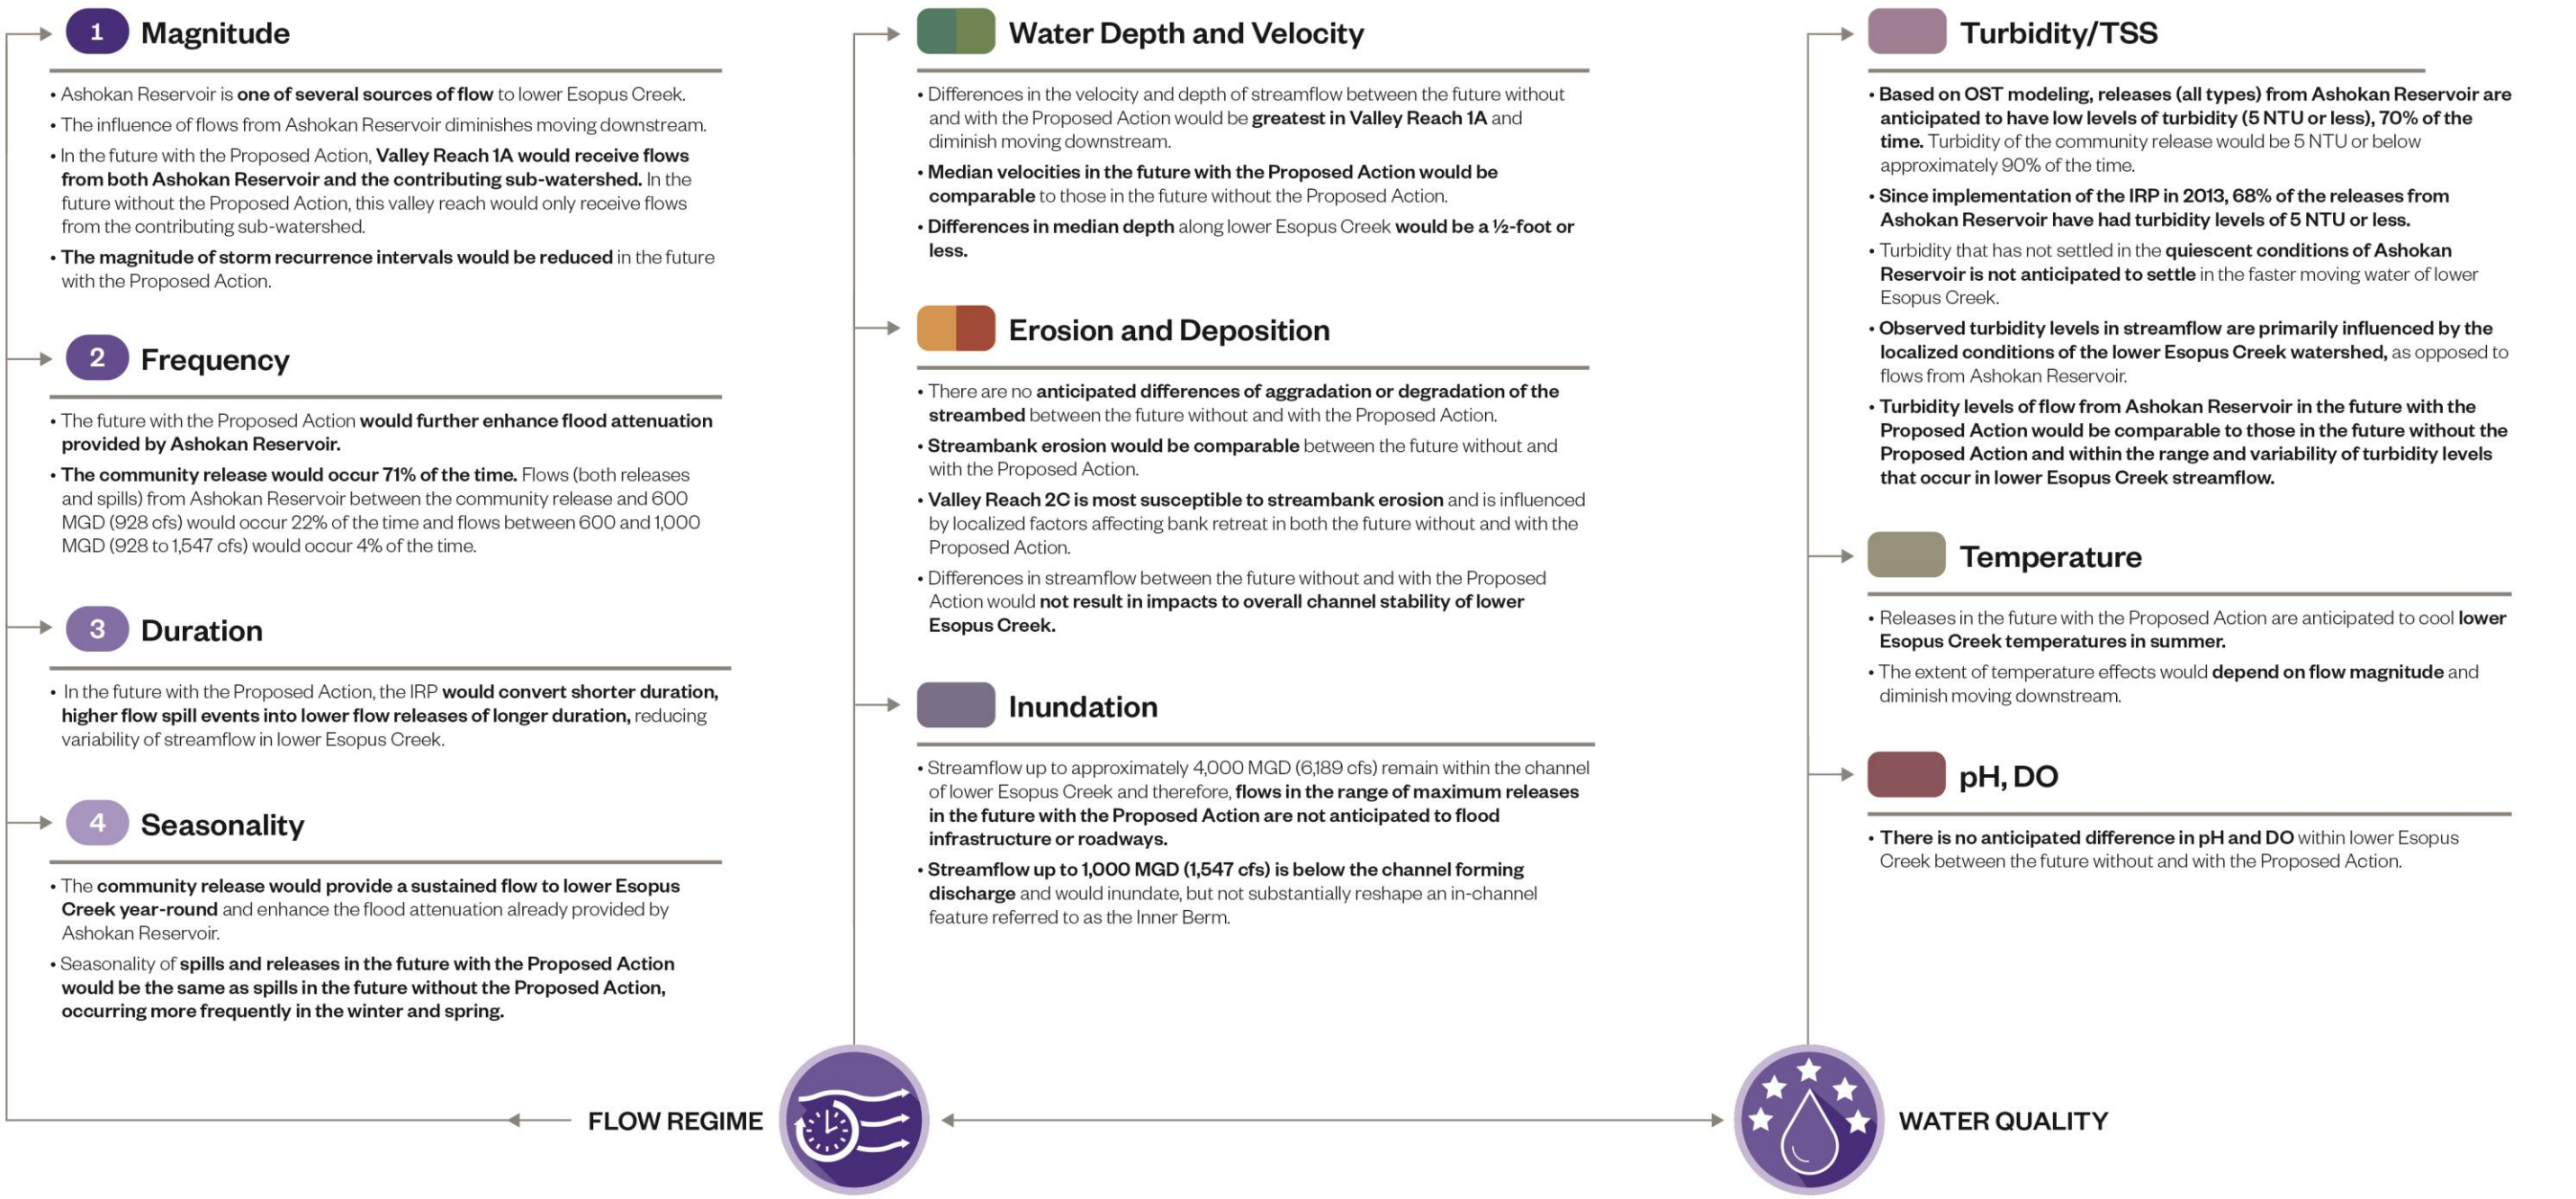 1 Magnitude
• Ashokan Reservoir is one of several sources of flow to lower Esopus Creek.
• The influence of flows from Ashokan Reservoir diminishes moving downstream.
• In the future with the Proposed Action, Valley Reach 1A would receive flows
from both Ashokan Reservoir and the contributing sub-watershed. In the
future without the Proposed Action, this valley reach would only receive flows
from the contributing sub-watershed.
• The magnitude of storm recurrence intervals would be reduced in the future
with the Proposed Action.
2 Frequency
• The future with the Proposed Action would further enhance flood attenuation
provided by Ashokan Reservoir.
• The community release would occur 71% of the time. Flows (both releases
and spills) from Ashokan Reservoir between the community release and 600
MGD (928 cfs) would occur 22% of the time and flows between 600 and 1,000
MGD (928 to 1,547 cfs) would occur 4% of the time.
3 Duration
• In the future with the Proposed Action, the IRP would convert shorter duration,
higher flow spill events into lower flow releases of longer duration, reducing
variability of streamflow in lower Esopus Creek.
4 Seasonality
• The community release would provide a sustained flow to lower Esopus
Creek year-round and enhance the flood attenuation already provided by
Ashokan Reservoir.
• Seasonality of spills and releases in the future with the Proposed Action
would be the same as spills in the future without the Proposed Action,
occurring more frequently in the winter and spring.
Water Depth and Velocity
• Differences in the velocity and depth of streamflow between the future without
and with the Proposed Action would be greatest in Valley Reach 1A and
diminish moving downstream.
• Median velocities in the future with the Proposed Action would be
comparable to those in the future without the Proposed Action.
• Differences in median depth along lower Esopus Creek would be a ½-foot or
less.
Erosion and Deposition
• There are no anticipated differences of aggradation or degradation of the
streambed between the future without and with the Proposed Action.
• Streambank erosion would be comparable between the future without and
with the Proposed Action.
• Valley Reach 2C is most susceptible to streambank erosion and is influenced
by localized factors affecting bank retreat in both the future without and with the
Proposed Action.
• Differences in streamflow between the future without and with the Proposed
Action would not result in impacts to overall channel stability of lower
Esopus Creek.
Inundation
• Streamflow up to approximately 4,000 MGD (6,189 cfs) remain within the channel
of lower Esopus Creek and therefore, flows in the range of maximum releases
in the future with the Proposed Action are not anticipated to flood
infrastructure or roadways.
• Streamflow up to 1,000 MGD (1,547 cfs) is below the channel forming
discharge and would inundate, but not substantially reshape an in-channel
feature referred to as the Inner Berm.
Turbidity/TSS
• Based on OST modeling, releases (all types) from Ashokan Reservoir are
anticipated to have low levels of turbidity (5 NTU or less), 70% of the
time. Turbidity of the community release would be 5 NTU or below
approximately 90% of the time.
• Since implementation of the IRP in 2013, 68% of the releases from
Ashokan Reservoir have had turbidity levels of 5 NTU or less.
• Turbidity that has not settled in the quiescent conditions of Ashokan
Reservoir is not anticipated to settle in the faster moving water of lower
Esopus Creek.
• Observed turbidity levels in streamflow are primarily influenced by the
localized conditions of the lower Esopus Creek watershed, as opposed to
flows from Ashokan Reservoir.
• Turbidity levels of flow from Ashokan Reservoir in the future with the
Proposed Action would be comparable to those in the future without the
Proposed Action and within the range and variability of turbidity levels
that occur in lower Esopus Creek streamflow.
Temperature
• Releases in the future with the Proposed Action are anticipated to cool lower
Esopus Creek temperatures in summer.
• The extent of temperature effects would depend on flow magnitude and
diminish moving downstream.
pH, DO
• There is no anticipated difference in pH and DO within lower Esopus
Creek between the future without and with the Proposed Action.
FLOW REGIME
WATER QUALITY